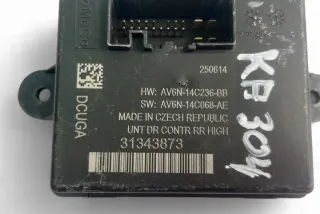 250614
HW: AV6N-14C236-BB
SW: AV6N-14C068-AE
MADE IN CZECH REPUBLIC
UNT DR CONTR RR HIGH
31343873
DCUGA
KB 304